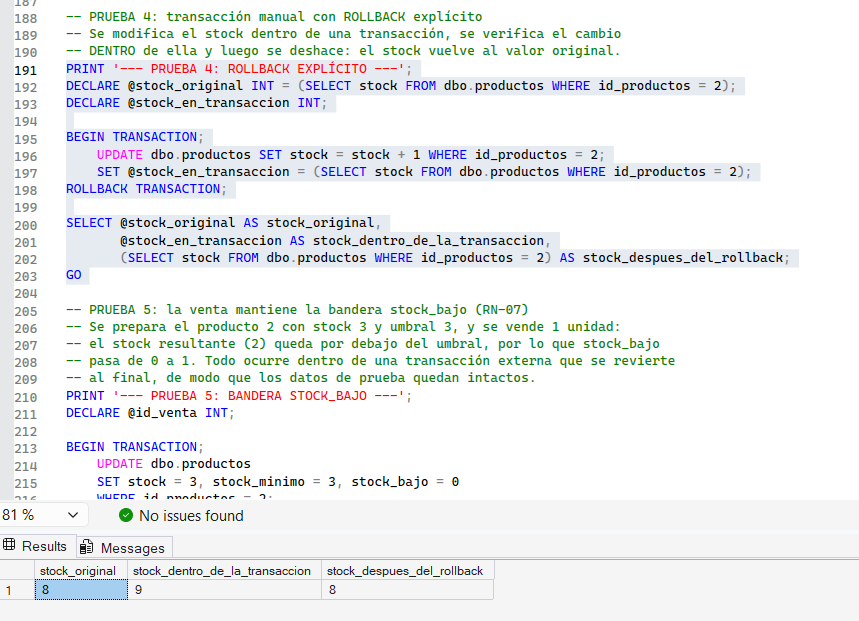 187
188 -- PRUEBA 4: transacción manual con ROLLBACK explícito
189 -- Se modifica el stock dentro de una transacción, se verifica el cambio
190 -- DENTRO de ella y luego se deshace: el stock vuelve al valor original.
191 PRINT '--- PRUEBA 4: ROLLBACK EXPLÍCITO ---';
192 DECLARE @stock_original INT = (SELECT stock FROM dbo.productos WHERE id_productos = 2);
193 DECLARE @stock_en_transaccion INT;
194
195 BEGIN TRANSACTION;
196 UPDATE dbo.productos SET stock = stock + 1 WHERE id_productos = 2;
197 SET @stock_en_transaccion = (SELECT stock FROM dbo.productos WHERE id_productos = 2);
198 ROLLBACK TRANSACTION;
199
200 SELECT @stock_original AS stock_original,
201 @stock_en_transaccion AS stock_dentro_de_la_transaccion,
202 (SELECT stock FROM dbo.productos WHERE id_productos = 2) AS stock_despues_del_rollback;
203 GO
204
205 -- PRUEBA 5: la venta mantiene la bandera stock_bajo (RN-07)
206 -- Se prepara el producto 2 con stock 3 y umbral 3, y se vende 1 unidad:
207 -- el stock resultante (2) queda por debajo del umbral, por lo que stock_bajo
208 -- pasa de 0 a 1. Todo ocurre dentro de una transacción externa que se revierte
209 -- al final, de modo que los datos de prueba quedan intactos.
210 PRINT '--- PRUEBA 5: BANDERA STOCK_BAJO ---';
211 DECLARE @id_venta INT;
212
213 BEGIN TRANSACTION;
214 UPDATE dbo.productos
215 SET stock = 3, stock_minimo = 3, stock_bajo = 0
216 WHERE id_productos = 2;
81 % No issues found
Results Messages
stock_original stock_dentro_de_la_transaccion stock_despues_del_rollback
1 8 9 8